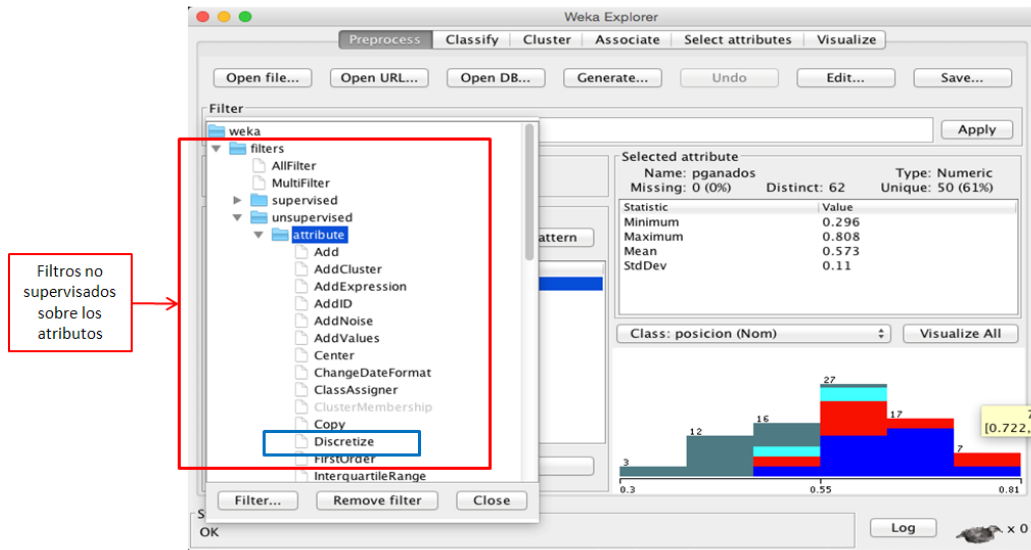 Weka Explorer
Preprocess Classify Cluster Associate Select attributes Visualize
Open file... Open URL... Open DB... Generate... Undo Edit... Save...
Filter
Apply
weka
filters
AllFilter
MultiFilter
supervised
unsupervised
attribute
Add
AddCluster
AddExpression
AddID
AddNoise
AddValues
Center
ChangeDateFormat
ClassAssigner
ClusterMembership
Copy
Discretize
FirstOrder
InterquartileRange
Filter... Remove filter Close
Filtros no
supervisados
sobre los
atributos
attern
Selected attribute
Name: pganados Type: Numeric
Missing: 0 (0%) Distinct: 62 Unique: 50 (61%)
Statistic Value
Minimum 0.296
Maximum 0.808
Mean 0.573
StdDev 0.11
Class: posicion (Nom) Visualize All
3 12 16 27 17 7
[0.722,
0.3 0.55 0.81
S
OK
Log x 0